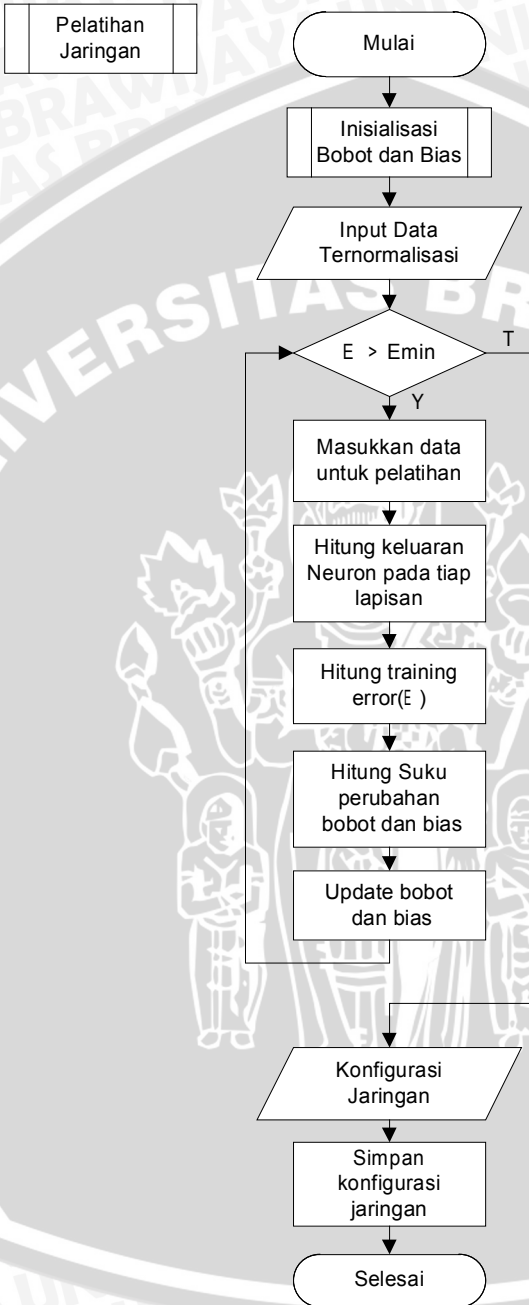 Pelatihan
Jaringan
Mulai
Inisialisasi
Bobot dan Bias
Input Data
Ternormalisasi
E > Emin
T
Y
Masukkan data
untuk pelatihan
Hitung keluaran
Neuron pada tiap
lapisan
Hitung training
error(E )
Hitung Suku
perubahan
bobot dan bias
Update bobot
dan bias
Konfigurasi
Jaringan
Simpan
konfigurasi
jaringan
Selesai